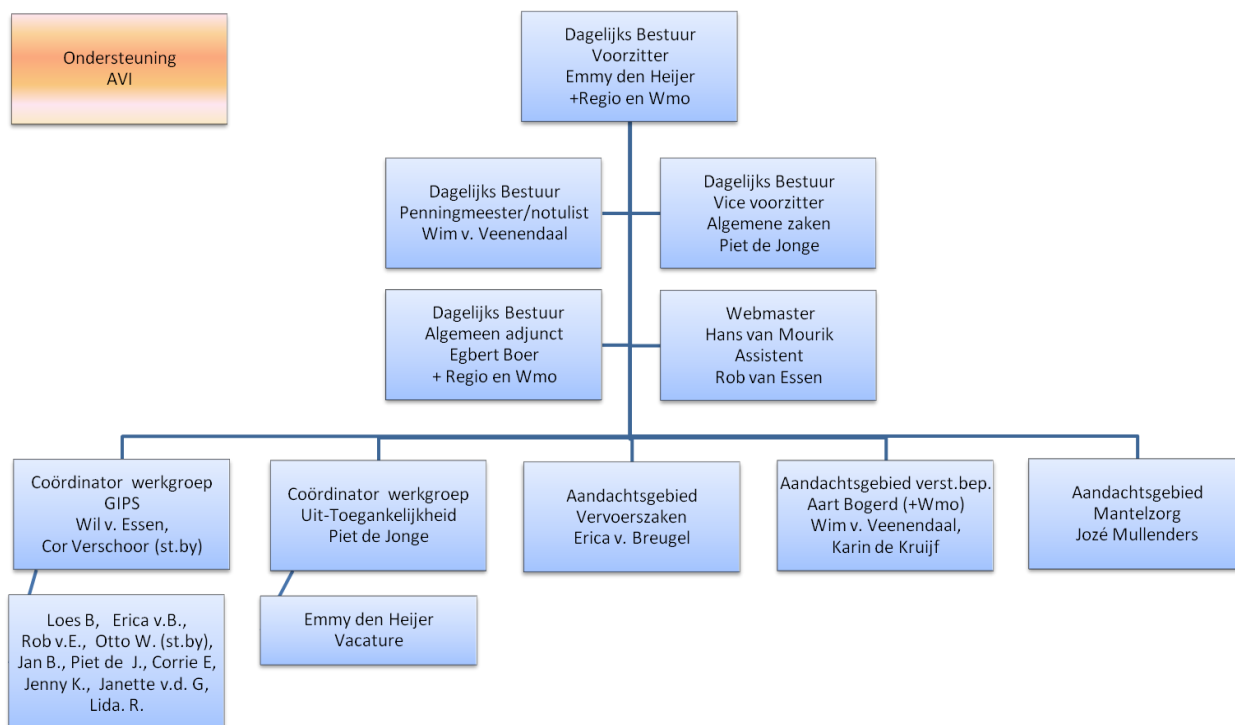 Ondersteuning
AVI
Dagelijks Bestuur
Voorzitter
Emmy den Heijer
+Regio en Wmo
Dagelijks Bestuur
Penningmeester/notulist
Wim v. Veenendaal
Dagelijks Bestuur
Vice voorzitter
Algemene zaken
Piet de Jonge
Dagelijks Bestuur
Algemeen adjunct
Egbert Boer
+ Regio en Wmo
Webmaster
Hans van Mourik
Assistent
Rob van Essen
Coördinator werkgroep
GIPS
Wil v. Essen,
Cor Verschoor (st.by)
Coördinator werkgroep
Uit-Toegankelijkheid
Piet de Jonge
Aandachtsgebied
Vervoerszaken
Erica v. Breugel
Aandachtsgebied verst.bep.
Aart Bogerd (+Wmo)
Wim v. Veenendaal,
Karin de Kruijf
Aandachtsgebied
Mantelzorg
Jozé Mullenders
Loes B, Erica v.B.,
Rob v.E., Otto W. (st.by),
Jan B., Piet de J., Corrie E,
Jenny K., Janette v.d. G,
Lida. R.
Emmy den Heijer
Vacature